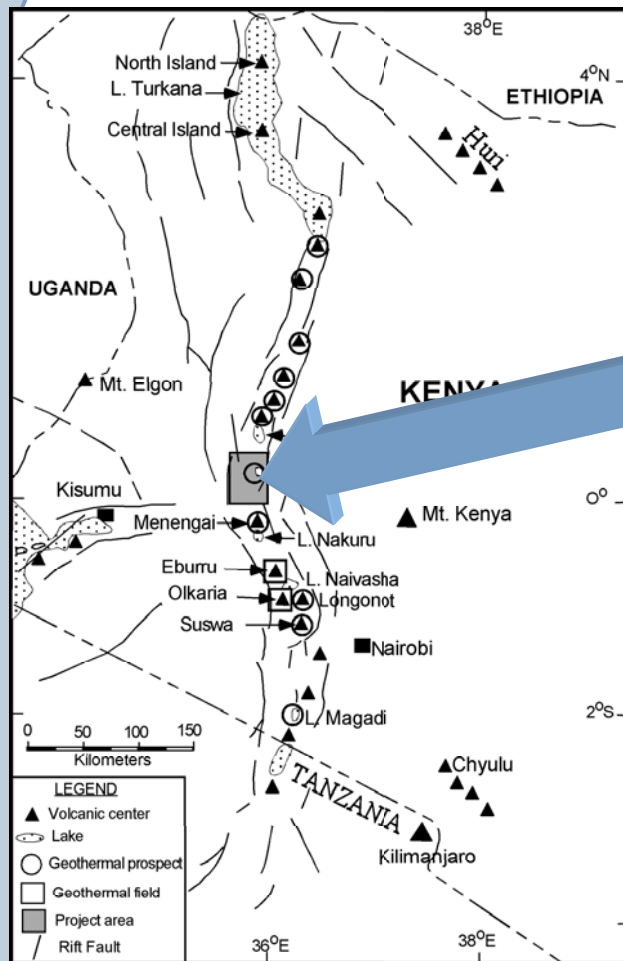 38°E
North Island
4°N
L. Turkana
ETHIOPIA
Central Island
Huri
UGANDA
Mt. Elgon
KENYA
Kisumu
0°
Menengai
Mt. Kenya
L. Nakuru
Eburru
L. Naivasha
Olkaria
Longonot
Suswa
Nairobi
2°S
L. Magadi
0 50 100 150
Kilometers
Chyulu
TANZANIA
Kilimanjaro
LEGEND
Volcanic center
Lake
Geothermal prospect
Geothermal field
Project area
Rift Fault
36°E
38°E